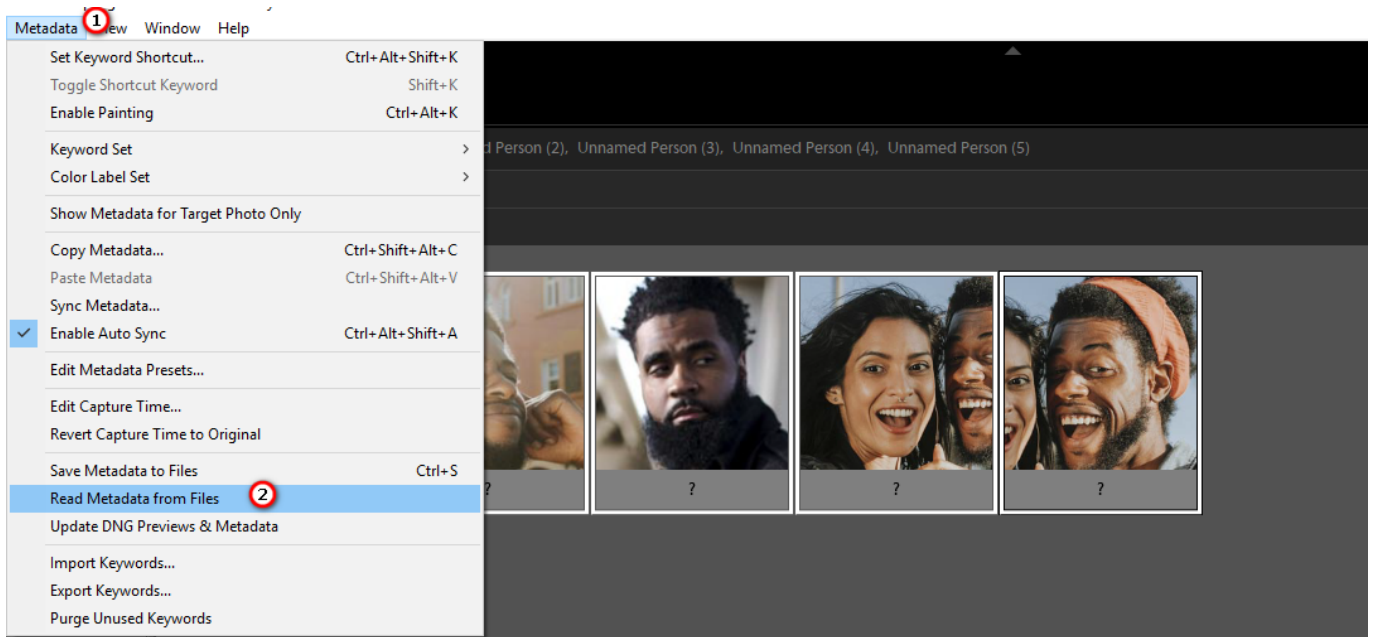 Metadata 1 ew Window Help
Set Keyword Shortcut... Ctrl+Alt+Shift+K
Toggle Shortcut Keyword Shift+K
Enable Painting Ctrl+Alt+K
Keyword Set >
d Person (2), Unnamed Person (3), Unnamed Person (4), Unnamed Person (5)
Color Label Set >
Show Metadata for Target Photo Only
Copy Metadata... Ctrl+Shift+Alt+C
Paste Metadata Ctrl+Shift+Alt+V
Sync Metadata...
Enable Auto Sync Ctrl+Alt+Shift+A
Edit Metadata Presets...
Edit Capture Time...
Revert Capture Time to Original
Save Metadata to Files Ctrl+S
Read Metadata from Files 2
? ? ? ?
Update DNG Previews & Metadata
Import Keywords...
Export Keywords...
Purge Unused Keywords